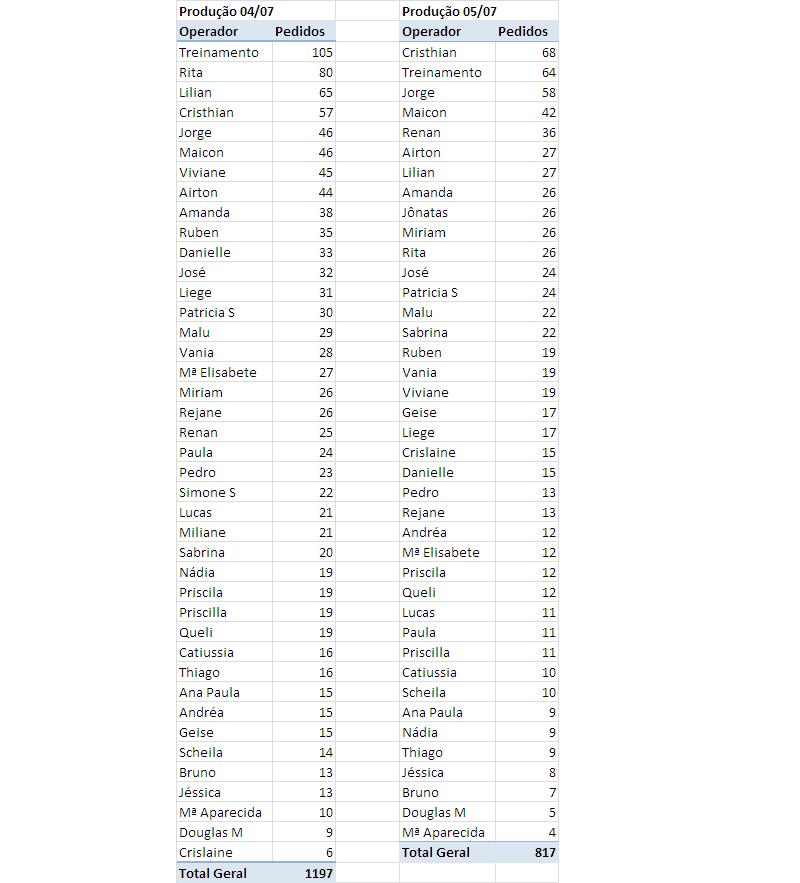 Produção 04/07 Produção 05/07
Operador Pedidos Operador Pedidos
Treinamento 105 Cristhian 68
Rita 80 Treinamento 64
Lilian 65 Jorge 58
Cristhian 57 Maicon 42
Jorge 46 Renan 36
Maicon 46 Airton 27
Viviane 45 Lilian 27
Airton 44 Amanda 26
Amanda 38 Jônatas 26
Ruben 35 Miriam 26
Danielle 33 Rita 26
José 32 José 24
Liege 31 Patricia S 24
Patricia S 30 Malu 22
Malu 29 Sabrina 22
Vania 28 Ruben 19
Mª Elisabete 27 Vania 19
Miriam 26 Viviane 19
Rejane 26 Geise 17
Renan 25 Liege 17
Paula 24 Crislaine 15
Pedro 23 Danielle 15
Simone S 22 Pedro 13
Lucas 21 Rejane 13
Miliane 21 Andréa 12
Sabrina 20 Mª Elisabete 12
Nádia 19 Priscila 12
Priscila 19 Queli 12
Priscilla 19 Lucas 11
Queli 19 Paula 11
Catiussia 16 Priscilla 11
Thiago 16 Catiussia 10
Ana Paula 15 Scheila 10
Andréa 15 Ana Paula 9
Geise 15 Nádia 9
Scheila 14 Thiago 9
Bruno 13 Jéssica 8
Jéssica 13 Bruno 7
Mª Aparecida 10 Douglas M 5
Douglas M 9 Mª Aparecida 4
Crislaine 6 Total Geral 817
Total Geral 1197